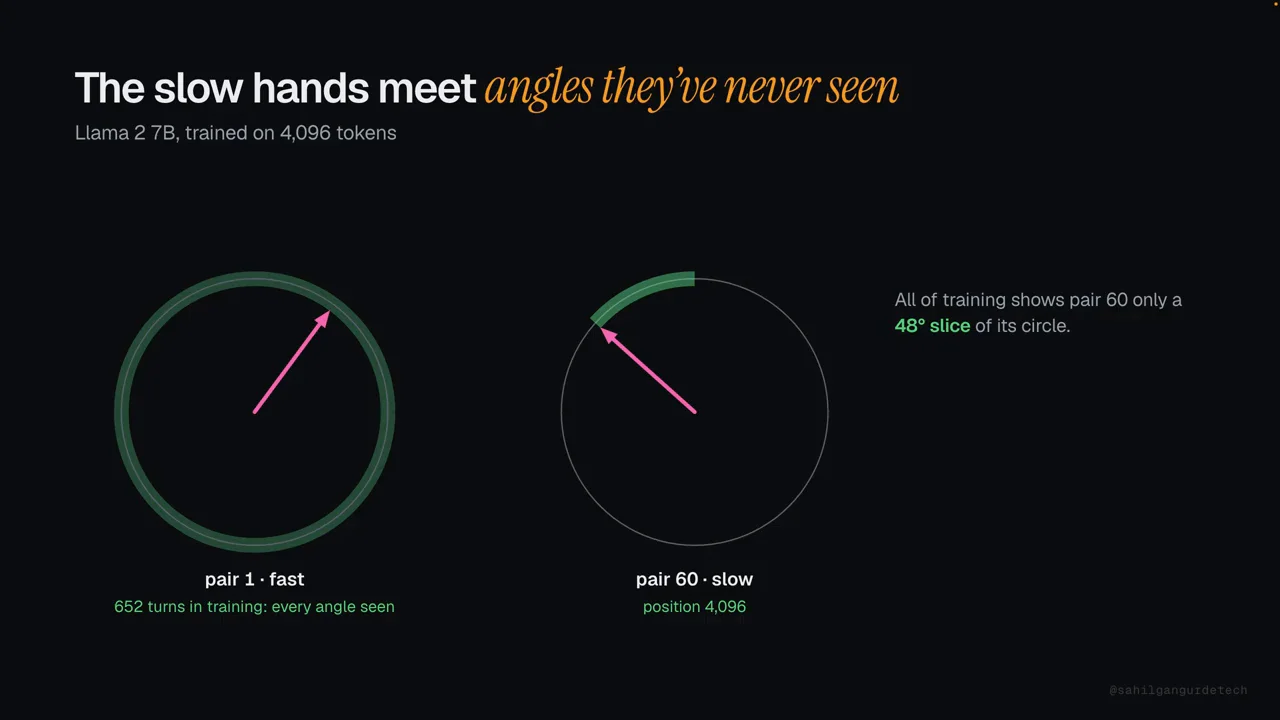 The slow hands meet angles they’ve never seen
Llama 2 7B, trained on 4,096 tokens
All of training shows pair 60 only a
48° slice of its circle.
pair 1 · fast
652 turns in training: every angle seen
pair 60 · slow
position 4,096
@sahilgangurdetech